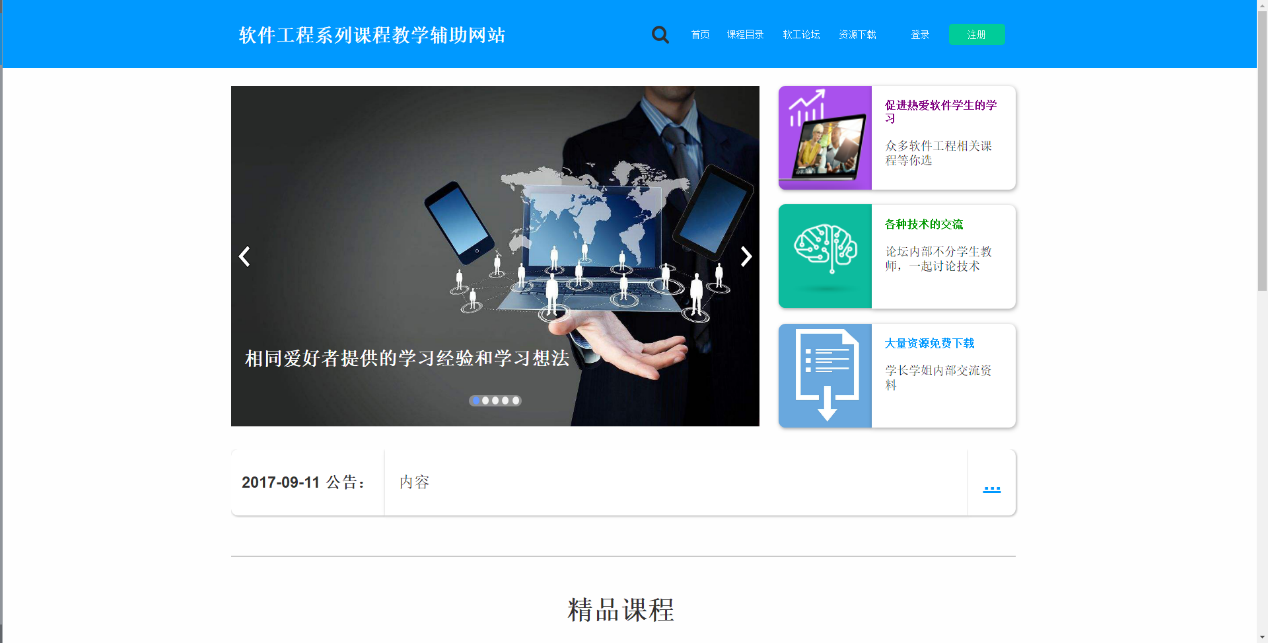 软件工程系列课程教学辅助网站
首页 课程目录 软工论坛 资源下载 登录 注册
相同爱好者提供的学习经验和学习想法
促进热爱软件学生的学
习
众多软件工程相关课
程等你选
各种技术的交流
论坛内部不分学生教
师，一起讨论技术
大量资源免费下载
学长学姐内部交流资
料
2017-09-11 公告： 内容 ...
精品课程